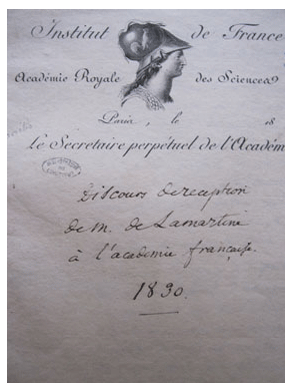 Institut de France
Académie Royale des Sciences
Paris, le 18
Le Secrétaire perpétuel de l'Académ
Discours de reception
de M. de Lamartine
à l'academie française.
1830.